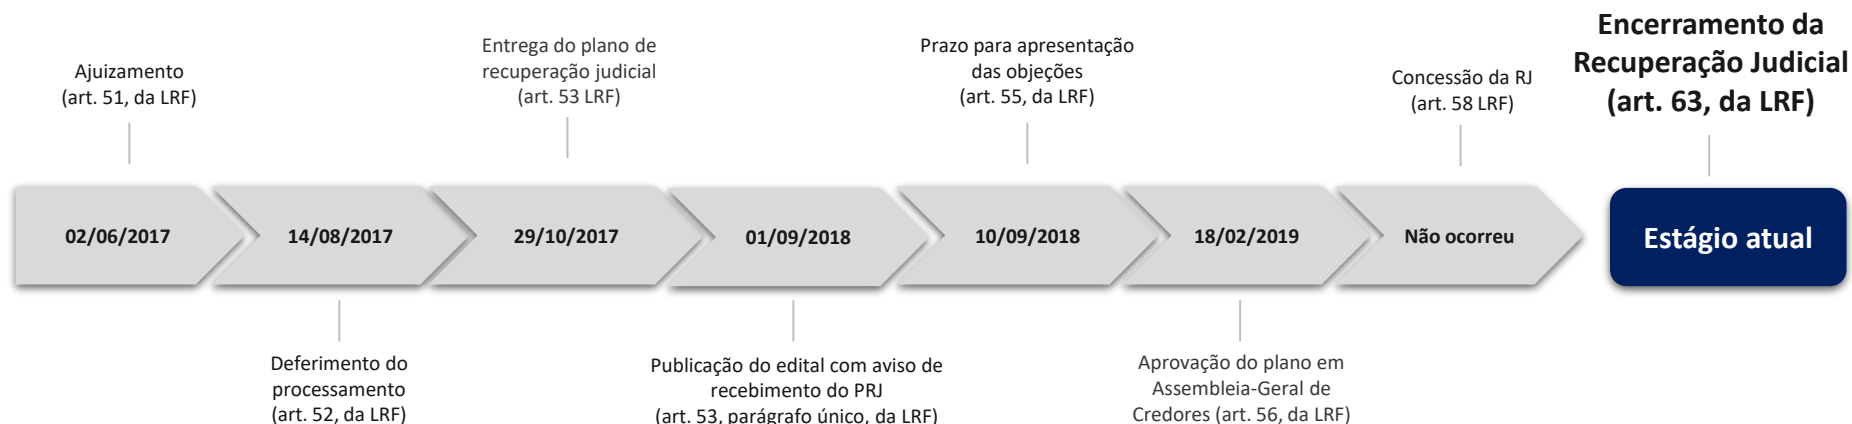 Ajuizamento
(art. 51, da LRF)
02/06/2017
14/08/2017
Deferimento do
processamento
(art. 52, da LRF)
Entrega do plano de
recuperação judicial
(art. 53 LRF)
29/10/2017
01/09/2018
Publicação do edital com aviso de
recebimento do PRJ
(art. 53, parágrafo único, da LRF)
Prazo para apresentação
das objeções
(art. 55, da LRF)
10/09/2018
18/02/2019
Aprovação do plano em
Assembleia-Geral de
Credores (art. 56, da LRF)
Concessão da RJ
(art. 58 LRF)
Não ocorreu
Encerramento da
Recuperação Judicial
(art. 63, da LRF)
Estágio atual